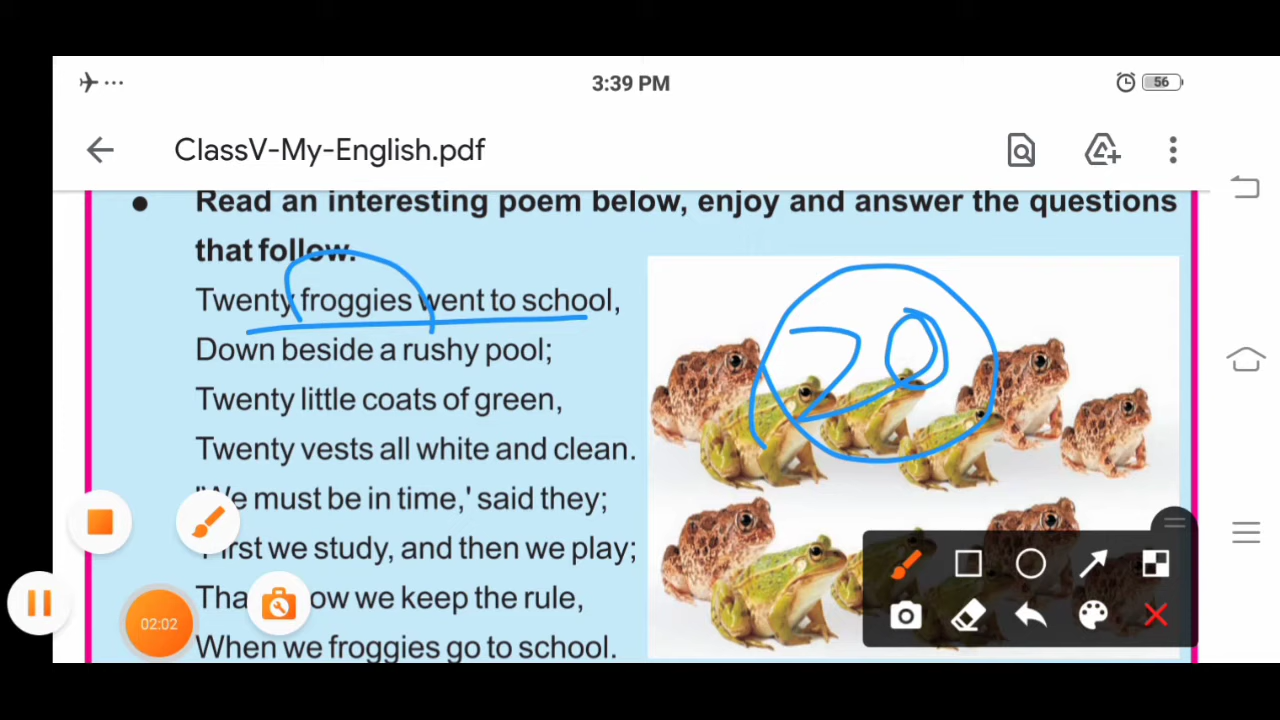 3:39 PM
56
ClassV-My-English.pdf
Read an interesting poem below, enjoy and answer the questions
that follow.
Twenty froggies went to school,
20
Down beside a rushy pool;
Twenty little coats of green,
Twenty vests all white and clean.
'We must be in time,' said they;
First we study, and then we play;
we keep the rule,
When we froggies go to school.
02:02